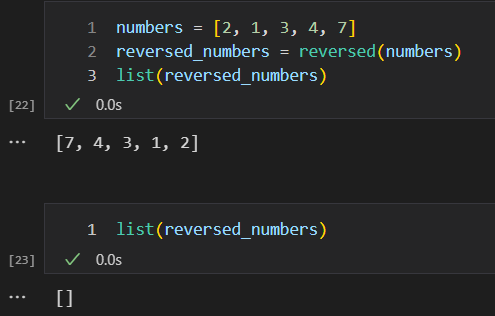 1 numbers = [2, 1, 3, 4, 7]
2 reversed_numbers = reversed(numbers)
3 list(reversed_numbers)
[22] ✓ 0.0s
... [7, 4, 3, 1, 2]
1 list(reversed_numbers)
[23] ✓ 0.0s
... []